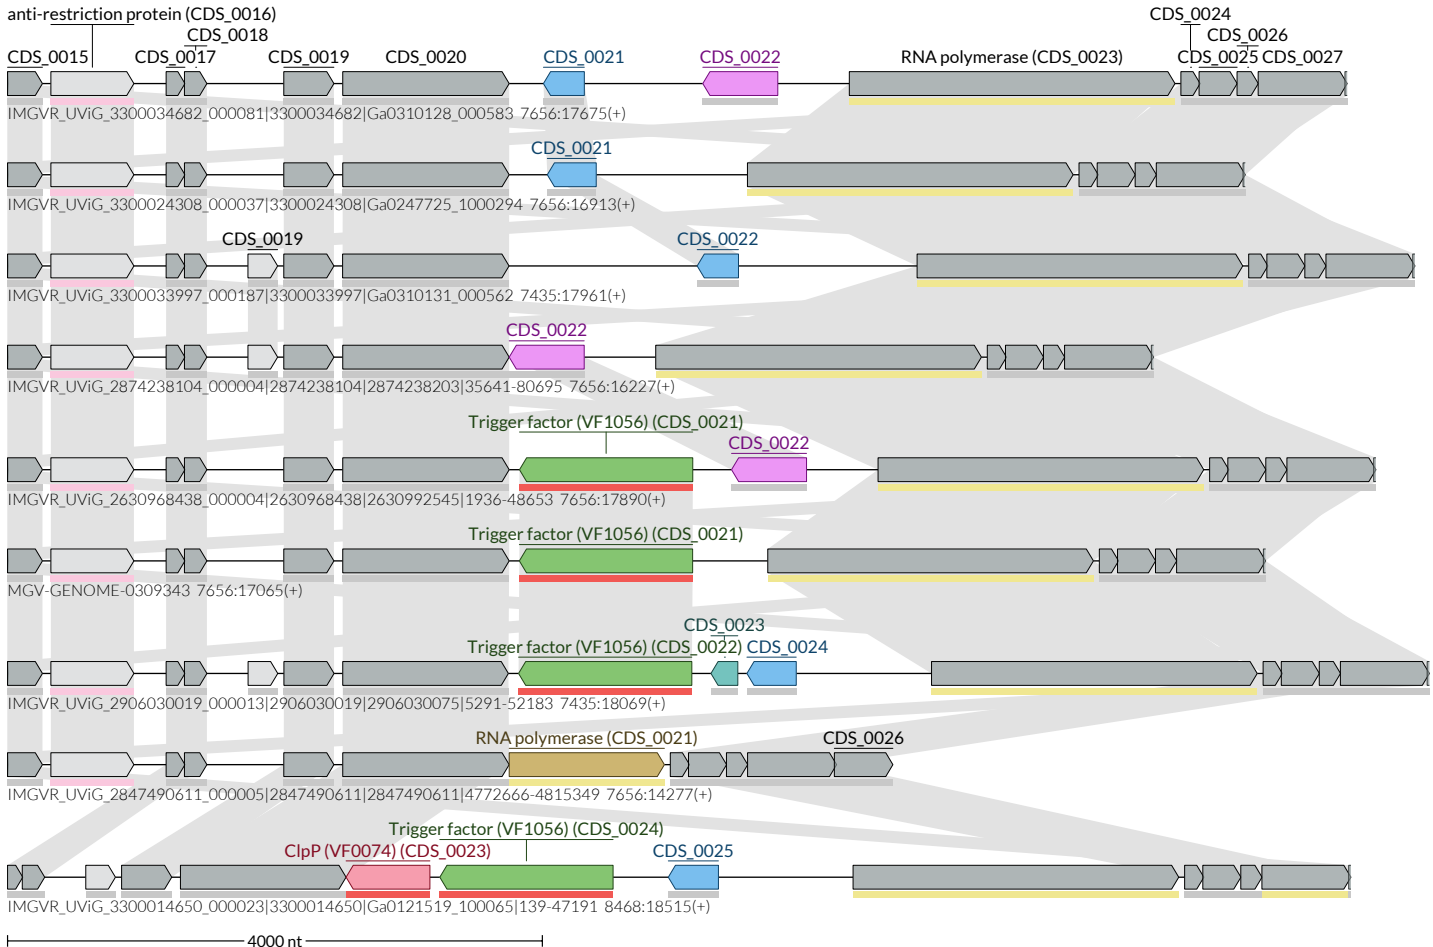 anti-restriction protein (CDS_0016)
CDS_0024
CDS_0018
CDS_0026
CDS_0015 CDS_0017 CDS_0019 CDS_0020 CDS_0021 CDS_0022 RNA polymerase (CDS_0023) CDS_0025 CDS_0027
IMGVR_UViG_3300034682_000081|3300034682|Ga0310128_000583 7656:17675(+)
CDS_0021
IMGVR_UViG_3300024308_000037|3300024308|Ga0247725_1000294 7656:16913(+)
CDS_0019 CDS_0022
IMGVR_UViG_3300033997_000187|3300033997|Ga0310131_000562 7435:17961(+)
CDS_0022
IMGVR_UViG_2874238104_000004|2874238104|2874238203|35641-80695 7656:16227(+)
Trigger factor (VF1056) (CDS_0021)
CDS_0022
IMGVR_UViG_2630968438_000004|2630968438|2630992545|1936-48653 7656:17890(+)
Trigger factor (VF1056) (CDS_0021)
MGV-GENOME-0309343 7656:17065(+)
CDS_0023
Trigger factor (VF1056) (CDS_0022) CDS_0024
IMGVR_UViG_2906030019_000013|2906030019|2906030075|5291-52183 7435:18069(+)
RNA polymerase (CDS_0021) CDS_0026
IMGVR_UViG_2847490611_000005|2847490611|2847490611|4772666-4815349 7656:14277(+)
Trigger factor (VF1056) (CDS_0024)
ClpP (VF0074) (CDS_0023) CDS_0025
IMGVR_UViG_3300014650_000023|3300014650|Ga0121519_100065|139-47191 8468:18515(+)
4000 nt